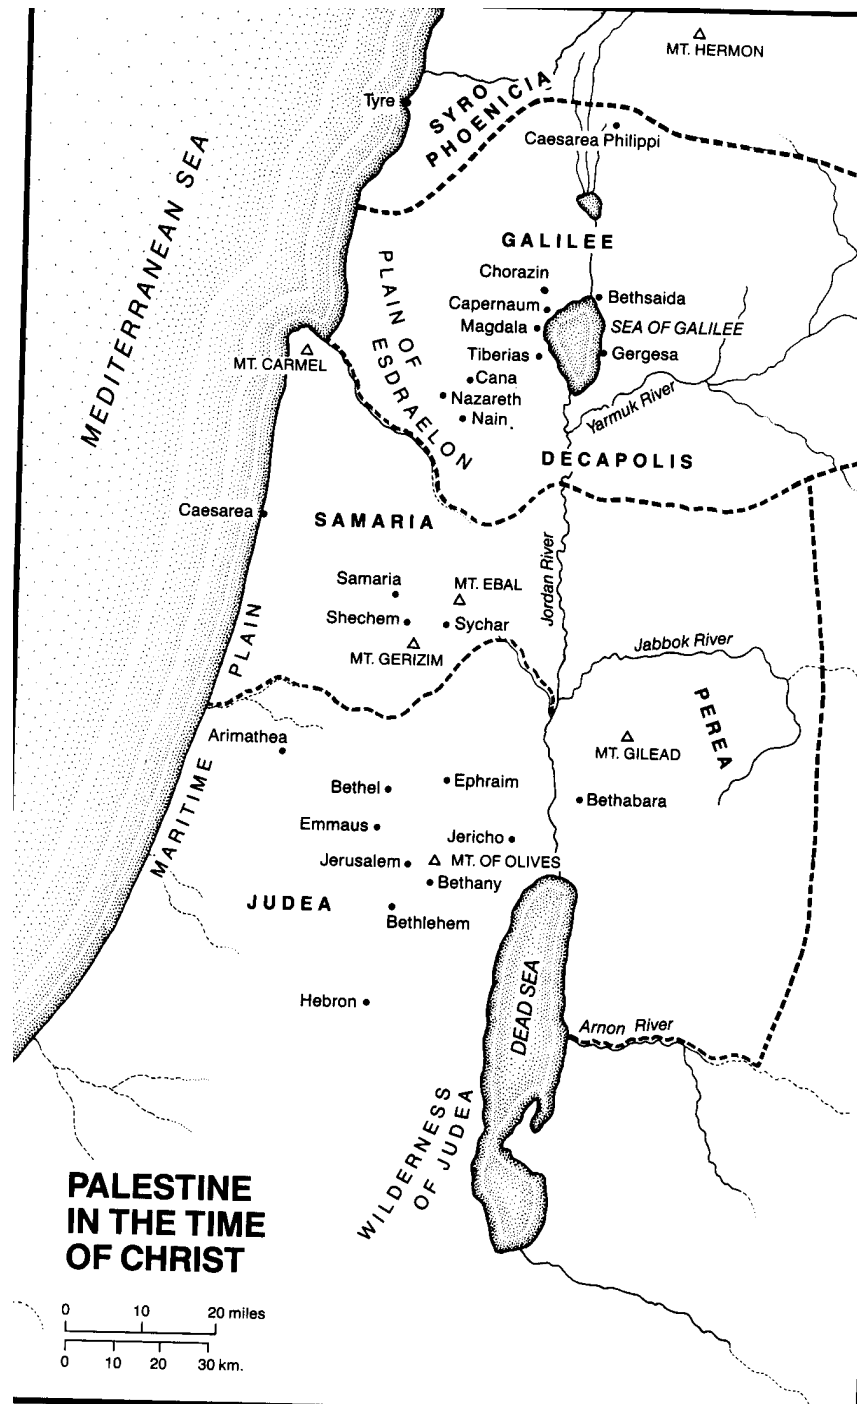 MT. HERMON
Tyre
SYRO
PHOENICIA
Caesarea Philippi
MEDITERRANEAN SEA
GALILEE
Chorazin
PLAIN OF
ESDRAELON
Capernaum
Bethsaida
Magdala
SEA OF GALILEE
MT. CARMEL
Tiberias
Gergesa
Cana
Nazareth
Nain
Yarmuk River
DECAPOLIS
Caesarea
SAMARIA
Jordan River
Samaria
MT. EBAL
Shechem
Sychar
MT. GERIZIM
Jabbok River
MARITIME PLAIN
PEREA
Arimathea
MT. GILEAD
Bethel
Ephraim
Bethabara
Emmaus
Jericho
Jerusalem
MT. OF OLIVES
Bethany
JUDEA
Bethlehem
Hebron
DEAD SEA
Arnon River
WILDERNESS
OF JUDEA
PALESTINE
IN THE TIME
OF CHRIST
0 10 20 miles
0 10 20 30 km.